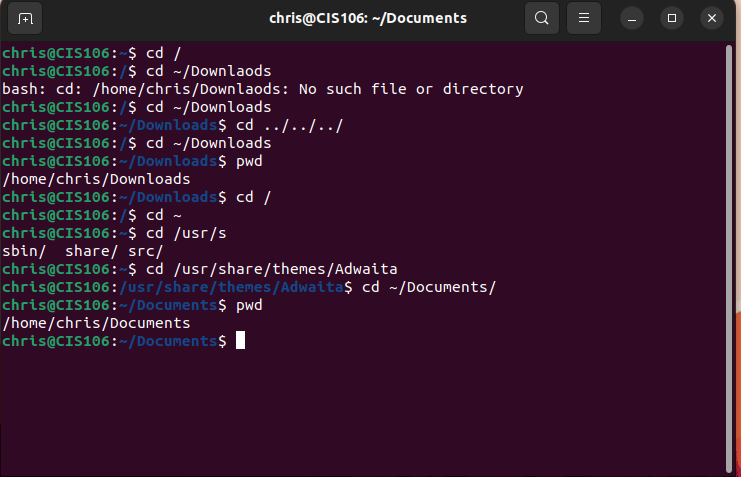 chris@CIS106: ~/Documents
chris@CIS106:~$ cd /
chris@CIS106:/$ cd ~/Downlaods
bash: cd: /home/chris/Downlaods: No such file or directory
chris@CIS106:/$ cd ~/Downloads
chris@CIS106:~/Downloads$ cd ../../../
chris@CIS106:/$ cd ~/Downloads
chris@CIS106:~/Downloads$ pwd
/home/chris/Downloads
chris@CIS106:~/Downloads$ cd /
chris@CIS106:/$ cd ~
chris@CIS106:~$ cd /usr/s
sbin/  share/ src/
chris@CIS106:~$ cd /usr/share/themes/Adwaita
chris@CIS106:/usr/share/themes/Adwaita$ cd ~/Documents/
chris@CIS106:~/Documents$ pwd
/home/chris/Documents
chris@CIS106:~/Documents$